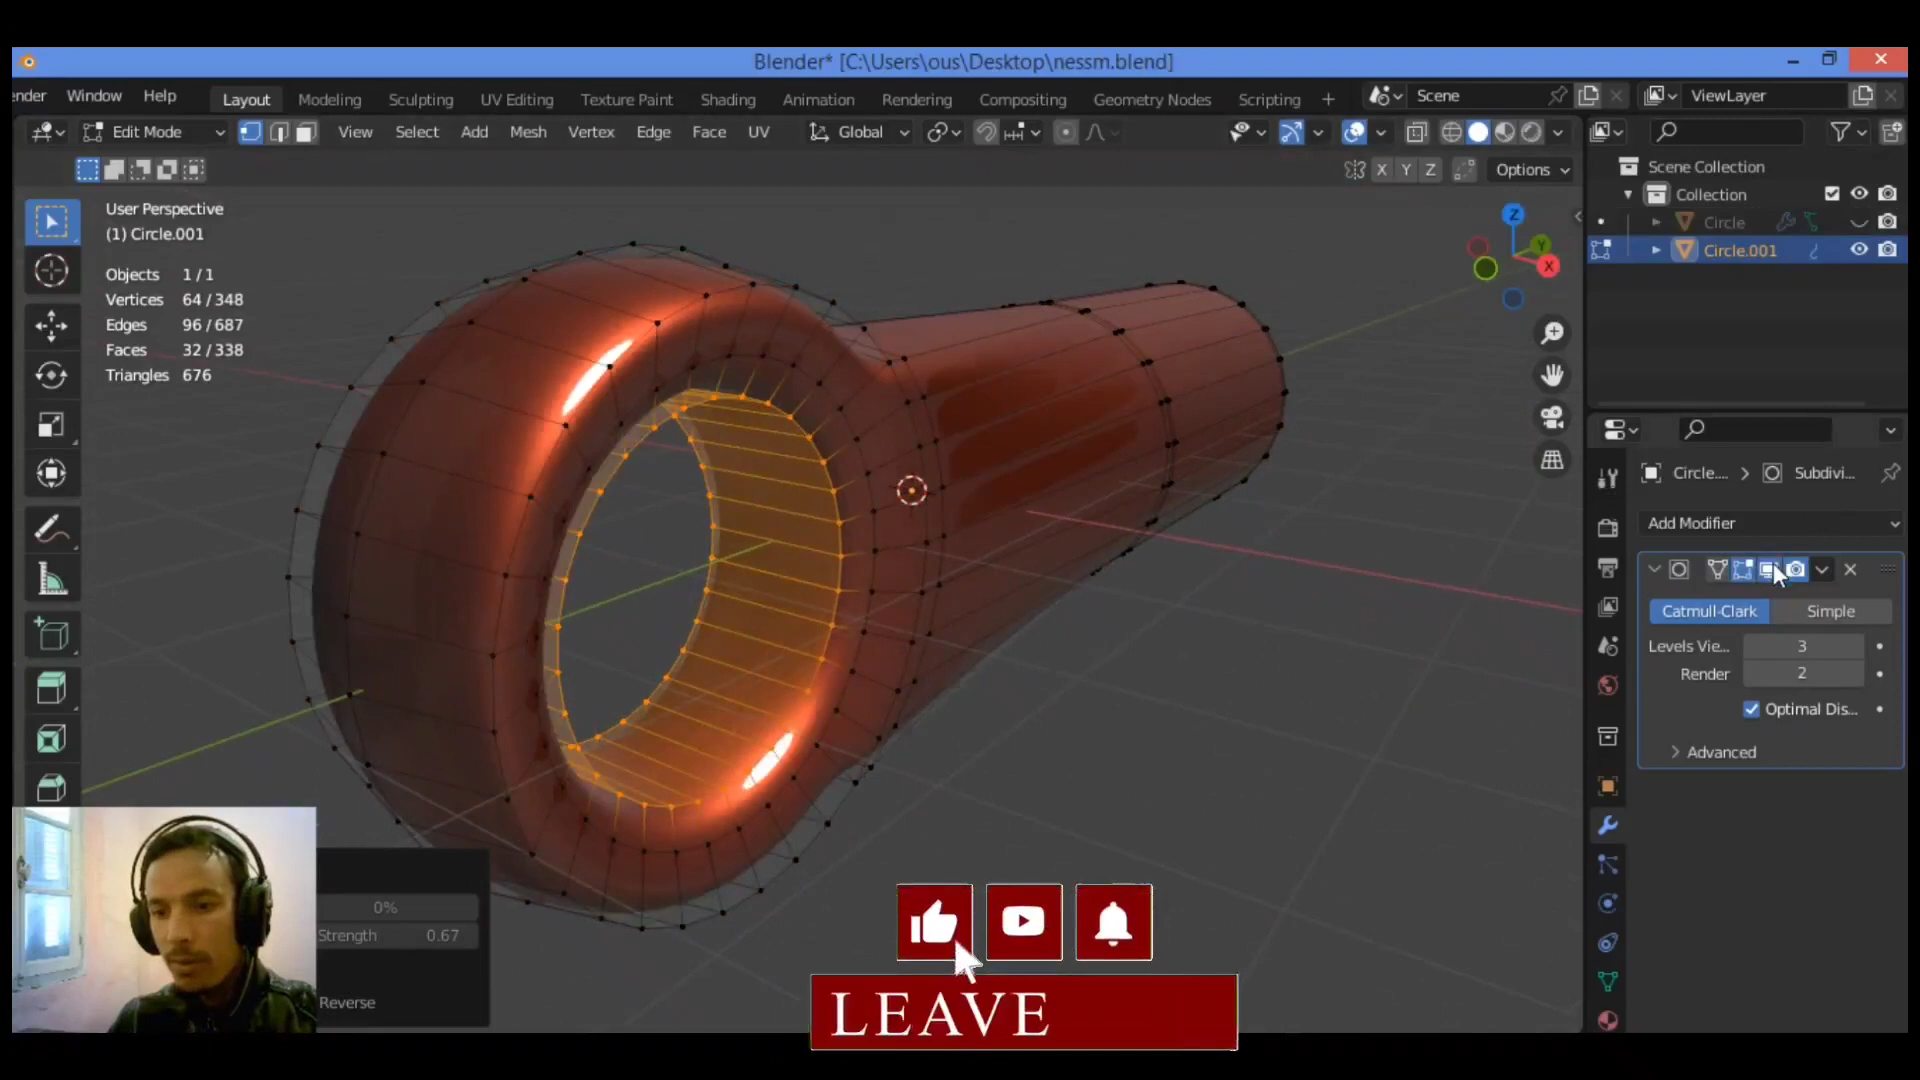 Blender* [C:\Users\ous\Desktop\nessm.blend]
nder Window Help Layout Modeling Sculpting UV Editing Texture Paint Shading Animation Rendering Compositing Geometry Nodes Scripting + Scene ViewLayer
Edit Mode View Select Add Mesh Vertex Edge Face UV Global
X Y Z Options
User Perspective
(1) Circle.001
Objects 1 / 1
Vertices 64 / 348
Edges 96 / 687
Faces 32 / 338
Triangles 676
Z
Y
X
Scene Collection
Collection
Circle
Circle.001
Circle.... > Subdivi...
Add Modifier
Catmull-Clark Simple
Levels Vie... 3
Render 2
Optimal Dis...
Advanced
0%
Strength 0.67
Reverse
LEAVE